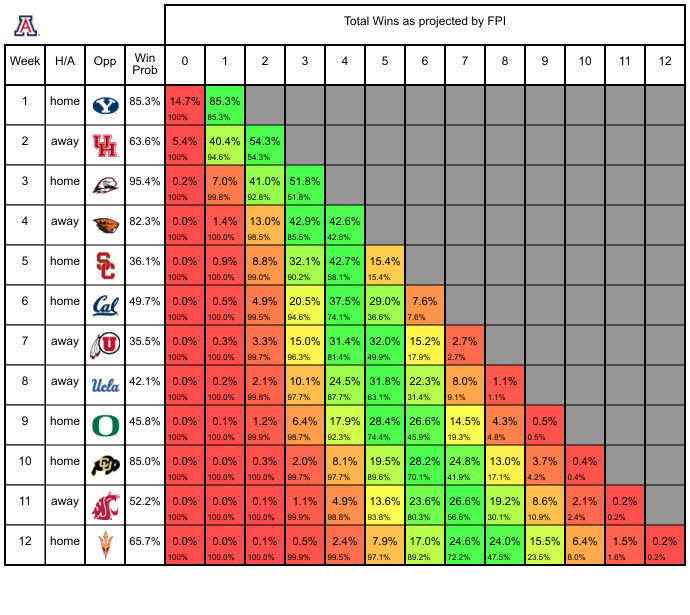 A
Total Wins as projected by FPI
Week H/A Opp Win Prob 0 1 2 3 4 5 6 7 8 9 10 11 12
1 home Y 85.3% 14.7% 85.3%
100% 85.3%
2 away UH 63.6% 5.4% 40.4% 54.3%
100% 94.6% 54.3%
3 home 95.4% 0.2% 7.0% 41.0% 51.8%
100% 99.8% 92.8% 51.8%
4 away 82.3% 0.0% 1.4% 13.0% 42.9% 42.6%
100% 100.0% 98.5% 85.5% 42.6%
5 home SC 36.1% 0.0% 0.9% 8.8% 32.1% 42.7% 15.4%
100% 100.0% 99.0% 90.2% 58.1% 15.4%
6 home Cal 49.7% 0.0% 0.5% 4.9% 20.5% 37.5% 29.0% 7.6%
100% 100.0% 99.5% 94.6% 74.1% 36.6% 7.6%
7 away U 35.5% 0.0% 0.3% 3.3% 15.0% 31.4% 32.0% 15.2% 2.7%
100% 100.0% 99.7% 96.3% 81.4% 49.9% 17.9% 2.7%
8 away Ucla 42.1% 0.0% 0.2% 2.1% 10.1% 24.5% 31.8% 22.3% 8.0% 1.1%
100% 100.0% 99.8% 97.7% 87.7% 63.1% 31.4% 9.1% 1.1%
9 home O 45.8% 0.0% 0.1% 1.2% 6.4% 17.9% 28.4% 26.6% 14.5% 4.3% 0.5%
100% 100.0% 99.9% 98.7% 92.3% 74.4% 45.9% 19.3% 4.8% 0.5%
10 home CU 85.0% 0.0% 0.0% 0.3% 2.0% 8.1% 19.5% 28.2% 24.8% 13.0% 3.7% 0.4%
100% 100.0% 100.0% 99.7% 97.7% 89.6% 70.1% 41.9% 17.1% 4.2% 0.4%
11 away 52.2% 0.0% 0.0% 0.1% 1.1% 4.9% 13.6% 23.6% 26.6% 19.2% 8.6% 2.1% 0.2%
100% 100.0% 100.0% 99.9% 98.8% 93.8% 80.3% 56.6% 30.1% 10.9% 2.4% 0.2%
12 home 65.7% 0.0% 0.0% 0.1% 0.5% 2.4% 7.9% 17.0% 24.6% 24.0% 15.5% 6.4% 1.5% 0.2%
100% 100.0% 100.0% 99.9% 99.5% 97.1% 89.2% 72.2% 47.5% 23.5% 8.0% 1.6% 0.2%